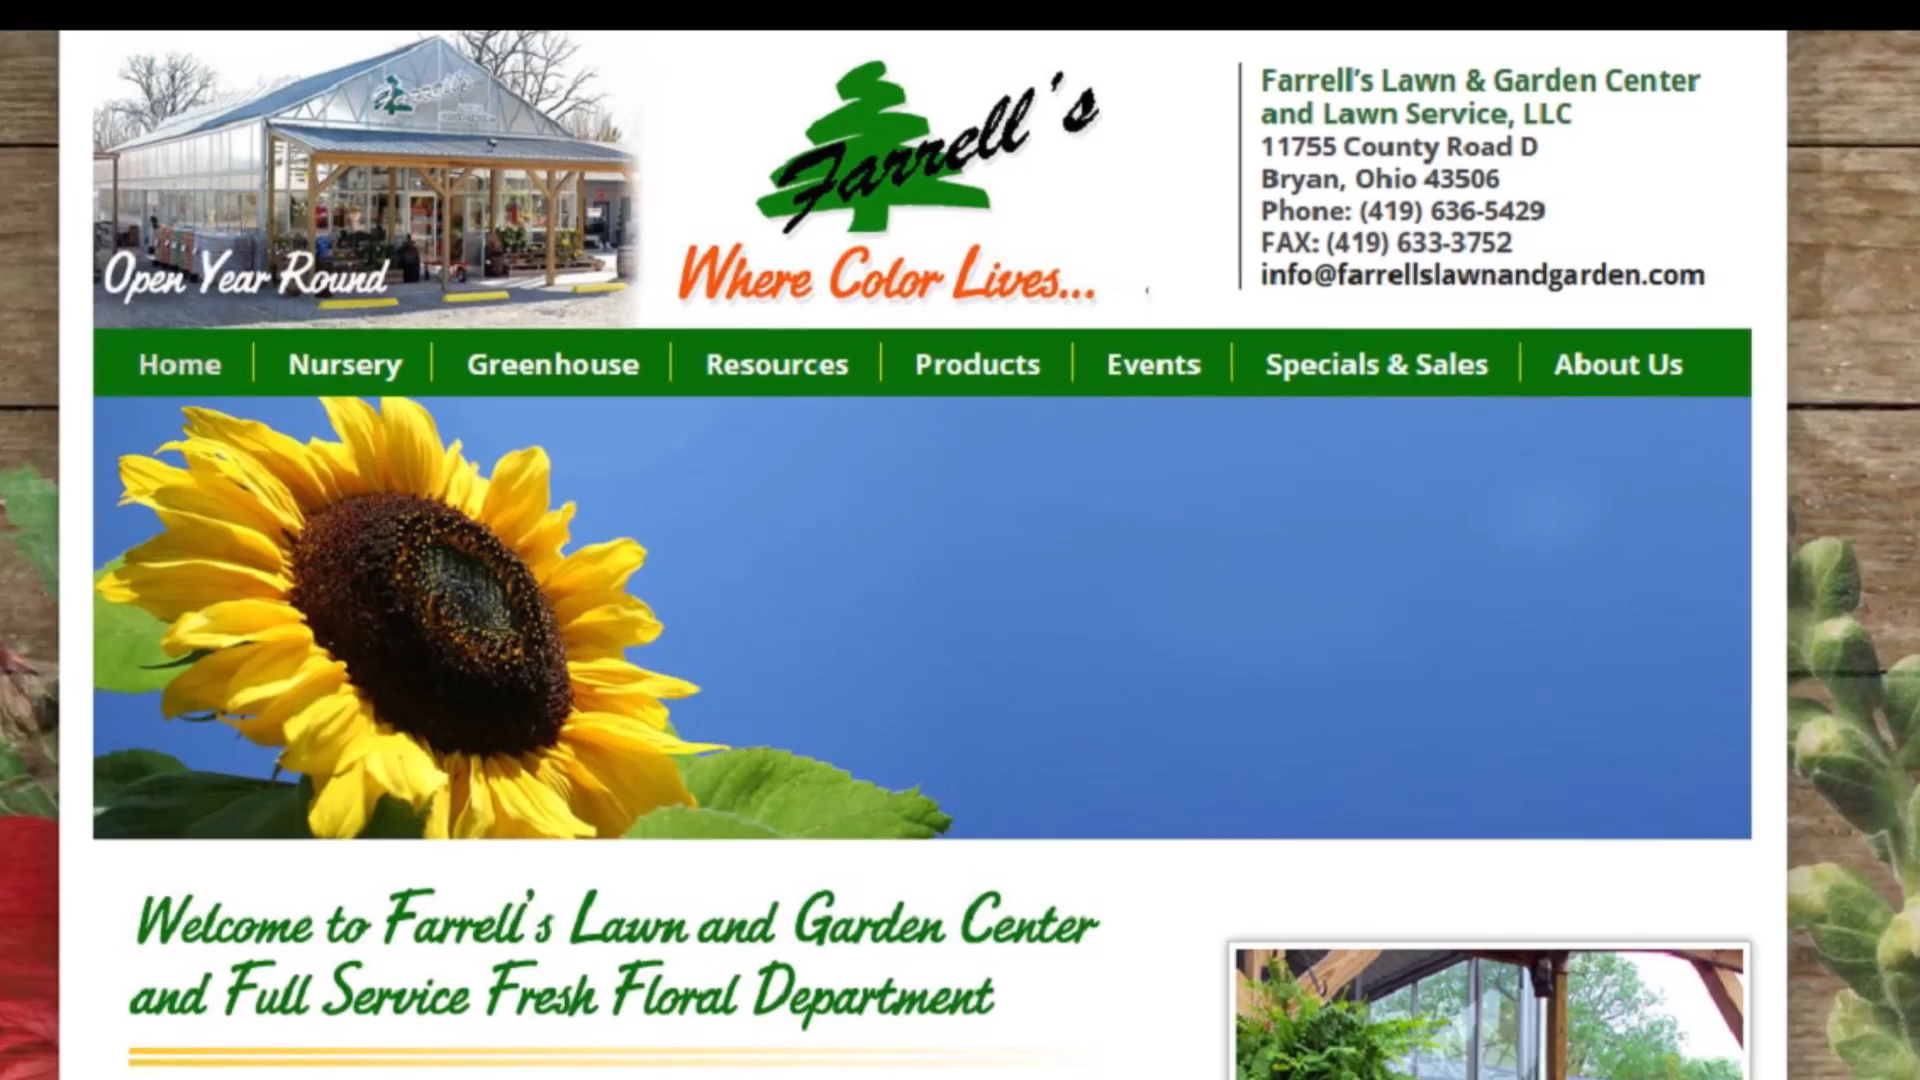 Farrell's
Open Year Round
Farrell's
Where Color Lives...
Farrell's Lawn & Garden Center
and Lawn Service, LLC
11755 County Road D
Bryan, Ohio 43506
Phone: (419) 636-5429
FAX: (419) 633-3752
info@farrellslawnandgarden.com
Home Nursery Greenhouse Resources Products Events Specials & Sales About Us
Welcome to Farrell's Lawn and Garden Center
and Full Service Fresh Floral Department